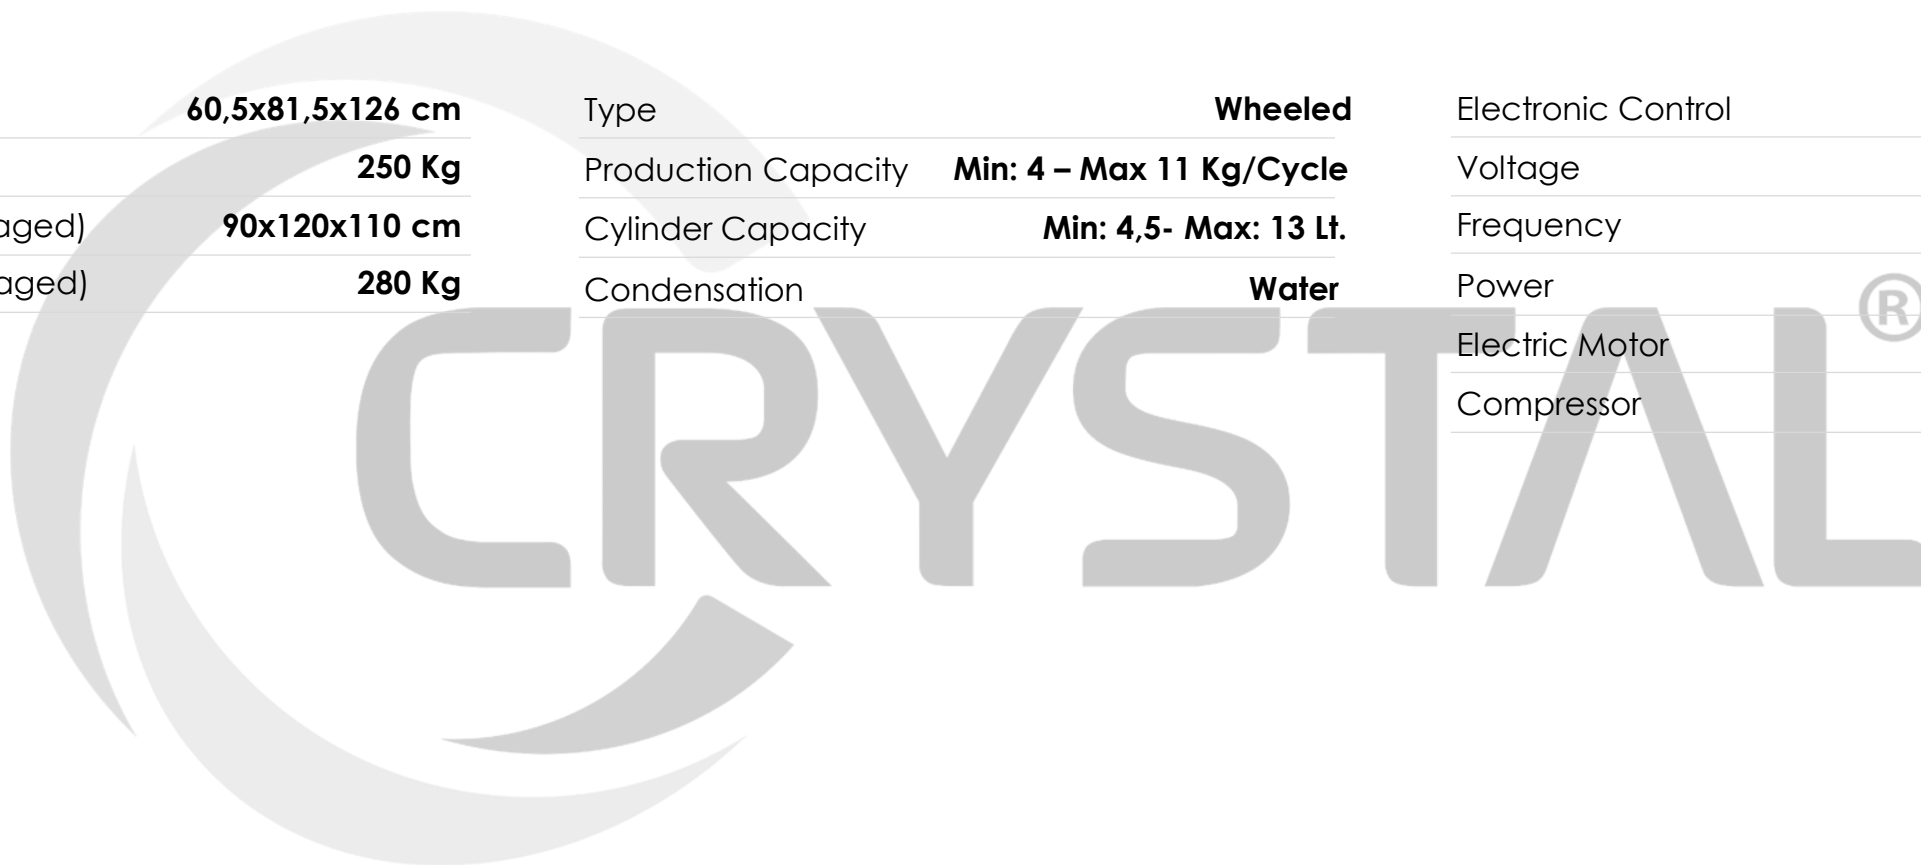 60,5x81,5x126 cm
250 Kg
aged) 90x120x110 cm
aged) 280 Kg
Type Wheeled
Production Capacity Min: 4 – Max 11 Kg/Cycle
Cylinder Capacity Min: 4,5- Max: 13 Lt.
Condensation Water
Electronic Control
Voltage
Frequency
Power
Electric Motor
Compressor
CRYSTAL®